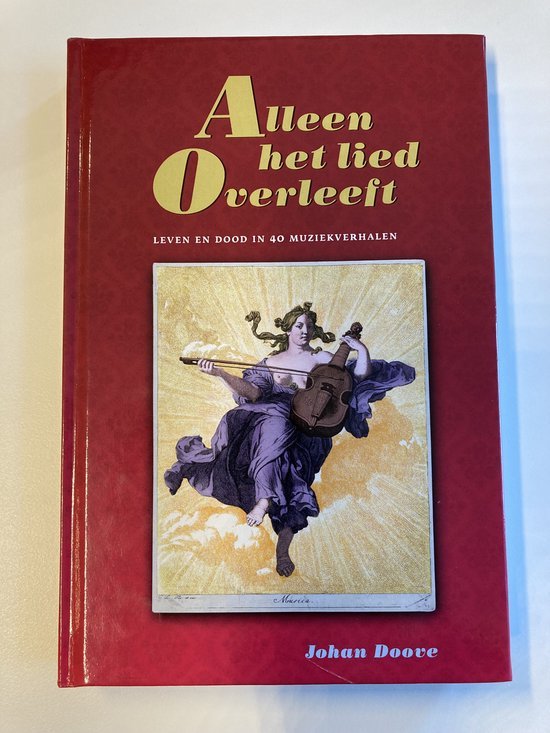 Alleen
het lied
Overleeft
LEVEN EN DOOD IN 40 MUZIEKVERHALEN
Musica.
Johan Doove